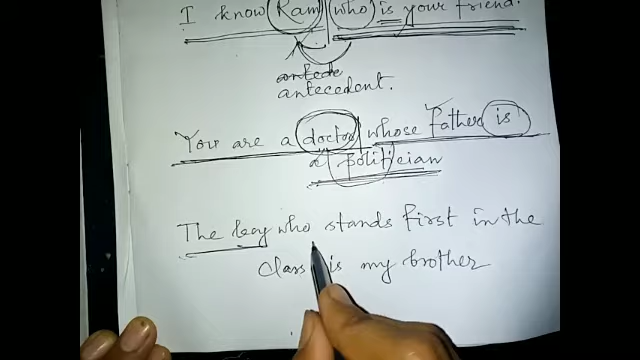 I know Ram who is your friend.
antede
antecedent.
You are a doctor whose Father is
a politician
The boy who stands first in the
class is my brother